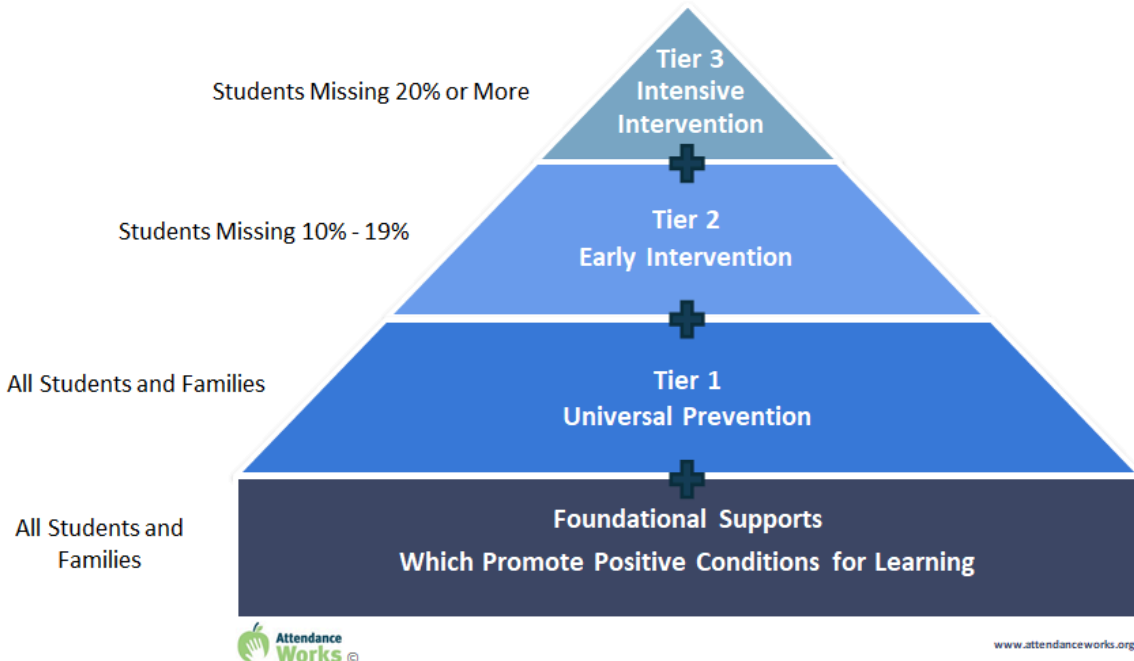 Tier 3
Students Missing 20% or More
Intensive
Intervention
Students Missing 10% - 19%
Tier 2
Early Intervention
All Students and Families
Tier 1
Universal Prevention
All Students and
Families
Foundational Supports
Which Promote Positive Conditions for Learning
Attendance
Works ©
www.attendanceworks.org